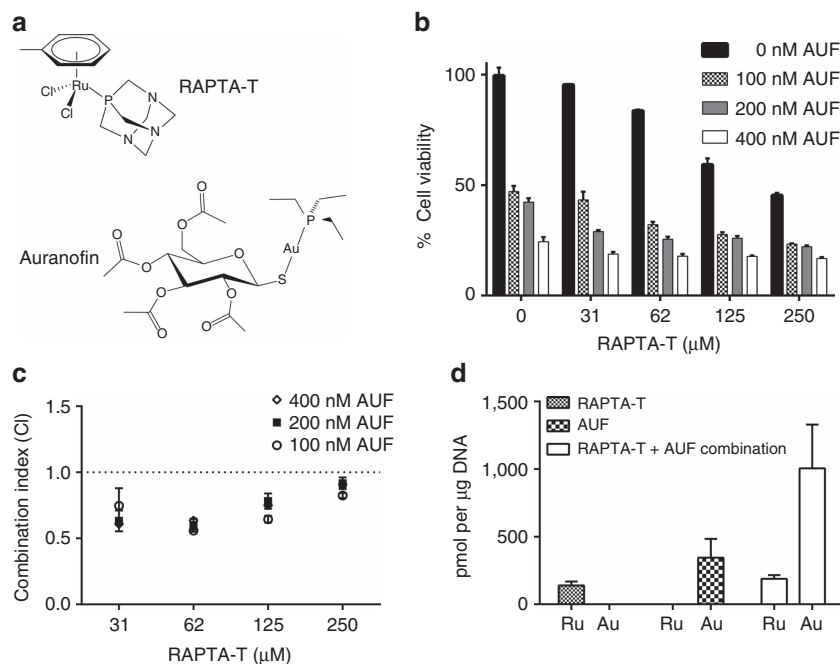 a
RAPTA-T
Ru
Cl
Cl
P
N
N
N
Auranofin
O
O
O
O
O
O
O
O
O
S
Au
P
b
% Cell viability
100
50
0
0 nM AUF
100 nM AUF
200 nM AUF
400 nM AUF
0 31 62 125 250
RAPTA-T (μM)
c
Combination index (CI)
1.5
1.0
0.5
0.0
400 nM AUF
200 nM AUF
100 nM AUF
31 62 125 250
RAPTA-T (μM)
d
pmol per μg DNA
1,500
1,000
500
0
RAPTA-T
AUF
RAPTA-T + AUF combination
Ru Au Ru Au Ru Au